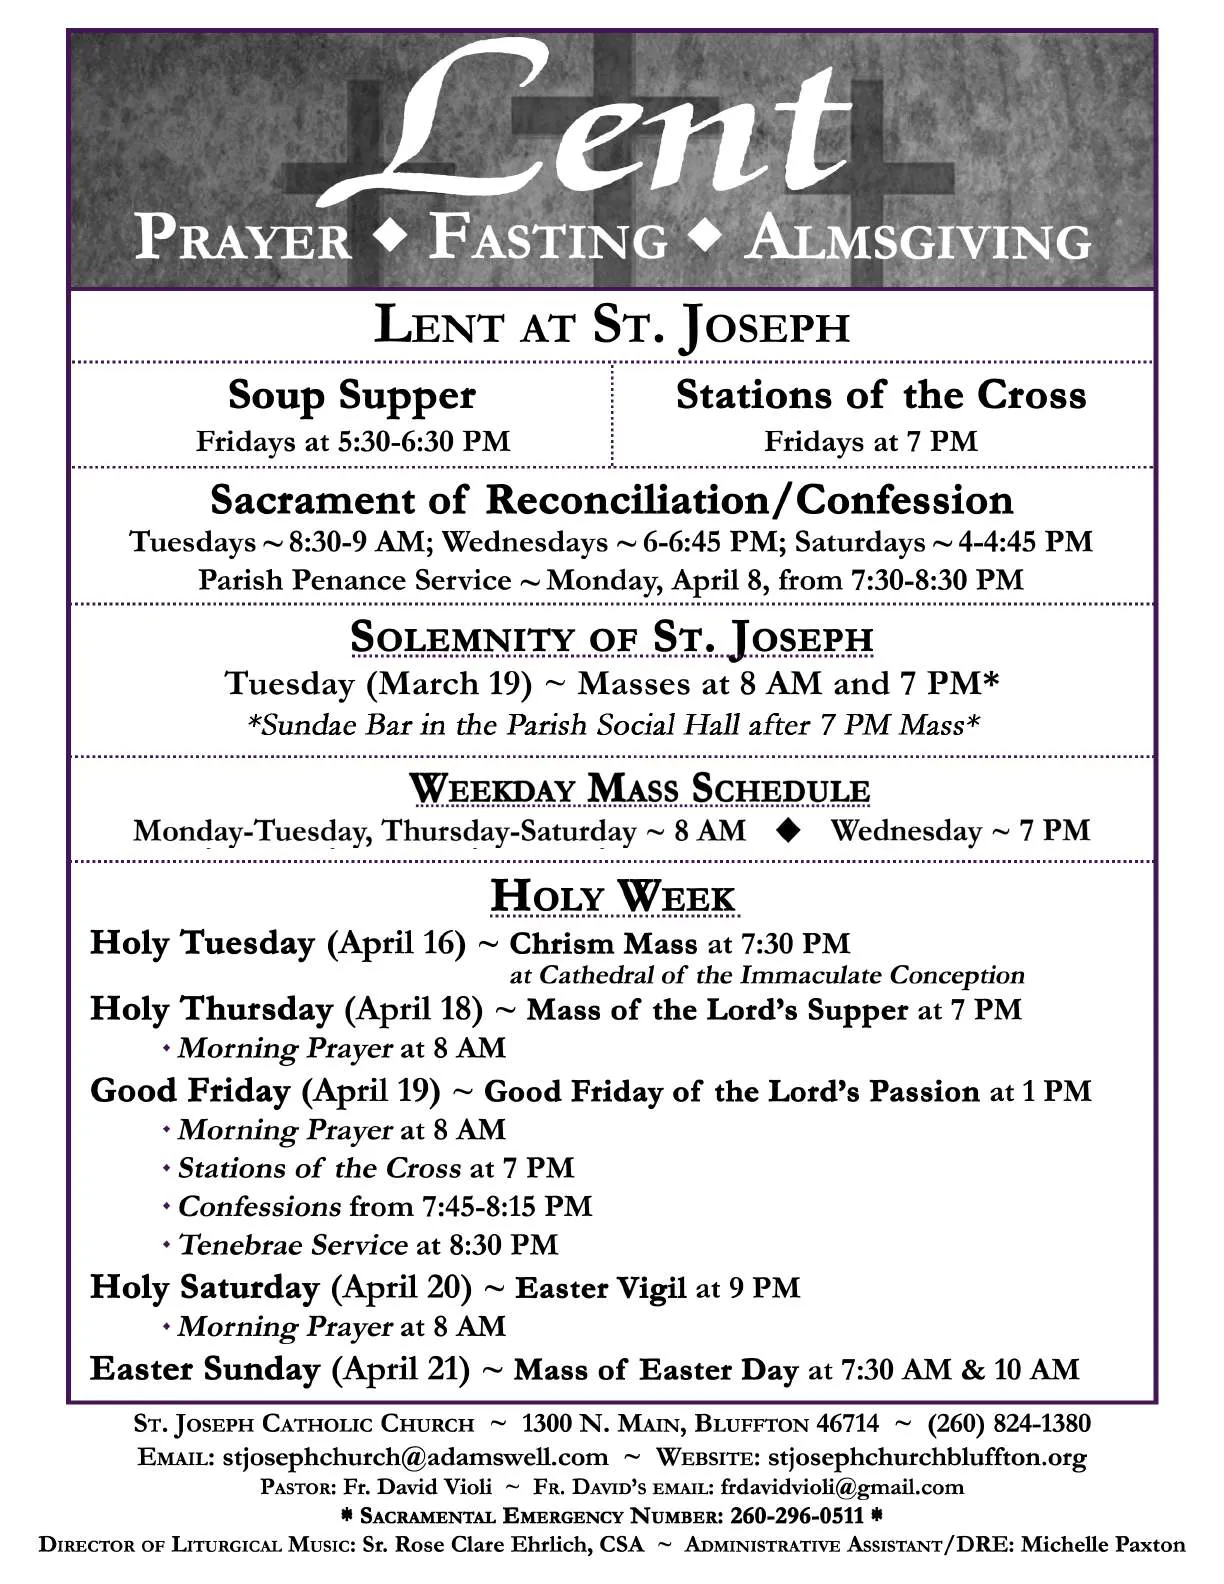 Lent
PRAYER ◆ FASTING ◆ ALMSGIVING
LENT AT ST. JOSEPH
Soup Supper
Fridays at 5:30-6:30 PM
Stations of the Cross
Fridays at 7 PM
Sacrament of Reconciliation/Confession
Tuesdays ~ 8:30-9 AM; Wednesdays ~ 6-6:45 PM; Saturdays ~ 4-4:45 PM
Parish Penance Service ~ Monday, April 8, from 7:30-8:30 PM
SOLEMNITY OF ST. JOSEPH
Tuesday (March 19) ~ Masses at 8 AM and 7 PM*
*Sundae Bar in the Parish Social Hall after 7 PM Mass*
WEEKDAY MASS SCHEDULE
Monday-Tuesday, Thursday-Saturday ~ 8 AM ◆ Wednesday ~ 7 PM
HOLY WEEK
Holy Tuesday (April 16) ~ Chrism Mass at 7:30 PM
at Cathedral of the Immaculate Conception
Holy Thursday (April 18) ~ Mass of the Lord's Supper at 7 PM
· Morning Prayer at 8 AM
Good Friday (April 19) ~ Good Friday of the Lord's Passion at 1 PM
· Morning Prayer at 8 AM
· Stations of the Cross at 7 PM
· Confessions from 7:45-8:15 PM
· Tenebrae Service at 8:30 PM
Holy Saturday (April 20) ~ Easter Vigil at 9 PM
· Morning Prayer at 8 AM
Easter Sunday (April 21) ~ Mass of Easter Day at 7:30 AM & 10 AM
ST. JOSEPH CATHOLIC CHURCH ~ 1300 N. MAIN, BLUFFTON 46714 ~ (260) 824-1380
EMAIL: stjosephchurch@adamswell.com ~ WEBSITE: stjosephchurchbluffton.org
PASTOR: Fr. David Violi ~ FR. DAVID'S EMAIL: frdavidvioli@gmail.com
* SACRAMENTAL EMERGENCY NUMBER: 260-296-0511 *
DIRECTOR OF LITURGICAL MUSIC: Sr. Rose Clare Ehrlich, CSA ~ ADMINISTRATIVE ASSISTANT/DRE: Michelle Paxton